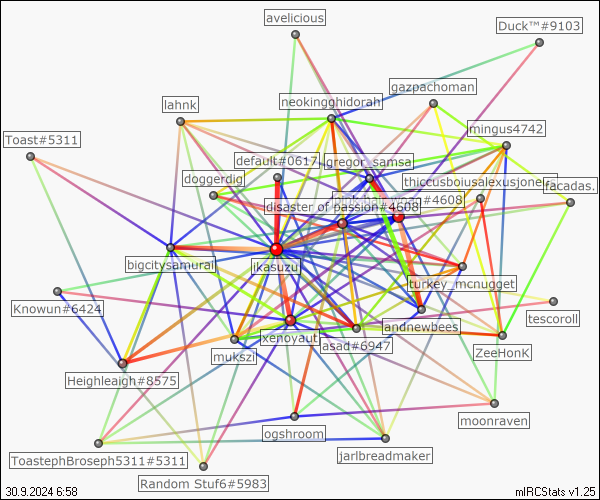 avelicious
Duck™#9103
gazpachoman
neokingghidorah
lahnk
mingus4742
Toast#5311
default#0617
gregor_samsa
doggerdig
thiccusboiusalexusjones
facadas.
disaster of passion#4608
bigcitysamurai
jikasuzu
turkey_mcnugget
Knowun#6424
tescoroll
andnewbees
xenoyaut
asad#6947
ZeeHonK
mukszi
Heighleaigh#8575
moonraven
ogshroom
ToastephBroseph5311#5311
jarlbreadmaker
Random Stuf6#5983
30.9.2024 6:58
mIRCStats v1.25